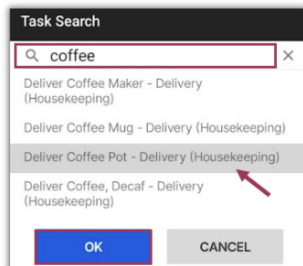 Task Search
coffee
Deliver Coffee Maker - Delivery
(Housekeeping)
Deliver Coffee Mug - Delivery (Housekeeping)
Deliver Coffee Pot - Delivery (Housekeeping)
Deliver Coffee, Decaf - Delivery
(Housekeeping)
OK CANCEL